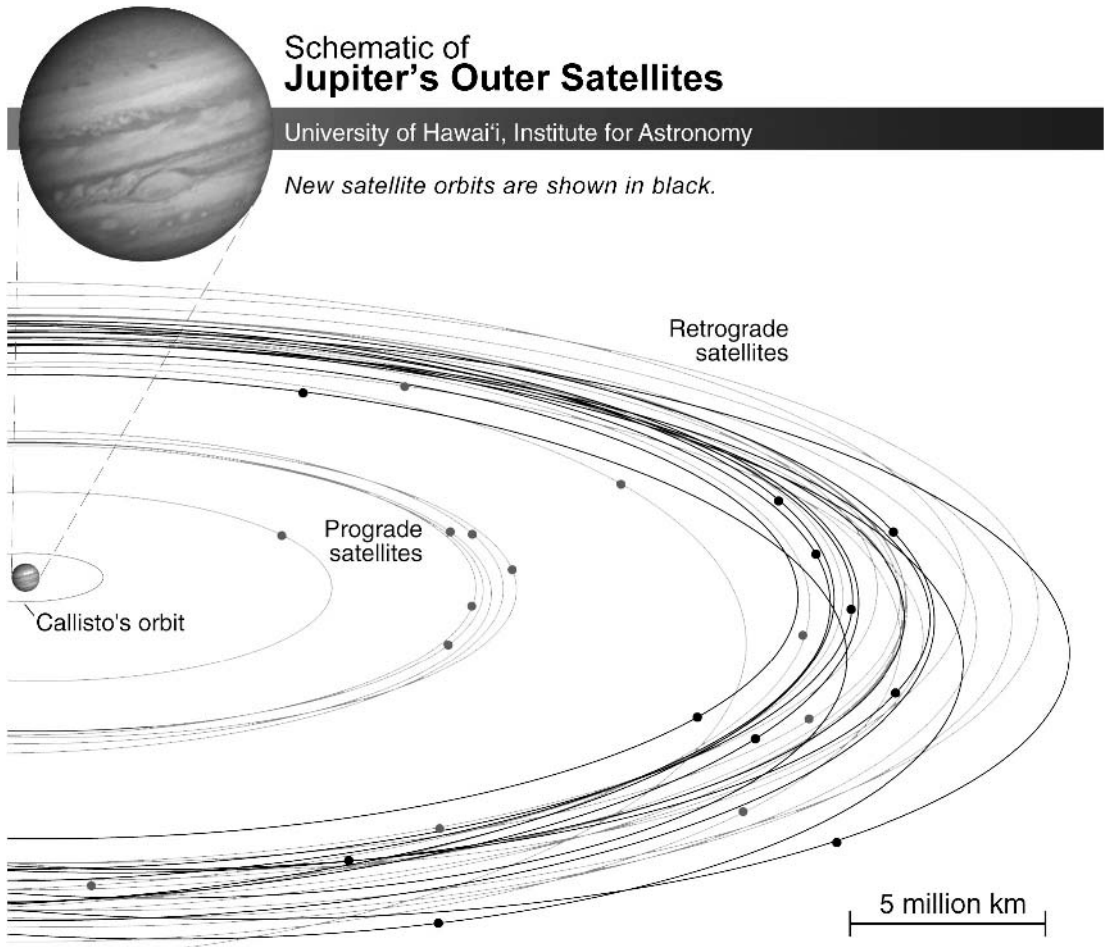 Schematic of
Jupiter's Outer Satellites
University of Hawai‘i, Institute for Astronomy
New satellite orbits are shown in black.
Retrograde
satellites
Prograde
satellites
Callisto's orbit
5 million km